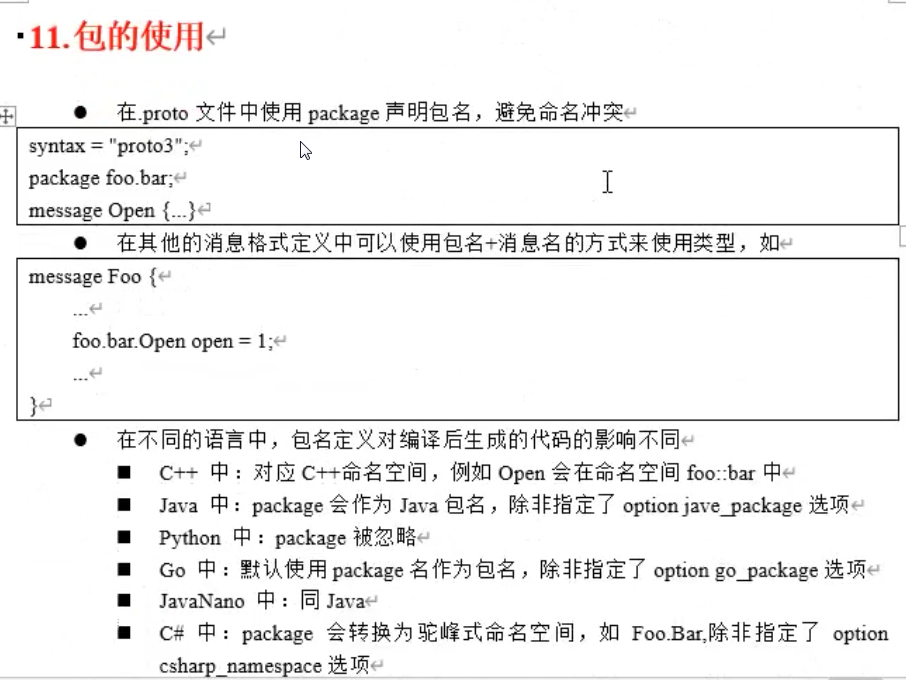 11.包的使用
在.proto 文件中使用 package 声明包名，避免命名冲突
syntax = "proto3";
package foo.bar;
message Open {...}
在其他的消息格式定义中可以使用包名+消息名的方式来使用类型，如
message Foo {
...
foo.bar.Open open = 1;
...
}
在不同的语言中，包名定义对编译后生成的代码的影响不同
C++ 中：对应 C++命名空间，例如 Open 会在命名空间 foo::bar 中
Java 中：package 会作为 Java 包名，除非指定了 option jave_package 选项
Python 中：package 被忽略
Go 中：默认使用 package 名作为包名，除非指定了 option go_package 选项
JavaNano 中：同 Java
C# 中：package 会转换为驼峰式命名空间，如 Foo.Bar,除非指定了 option
csharp_namespace 选项